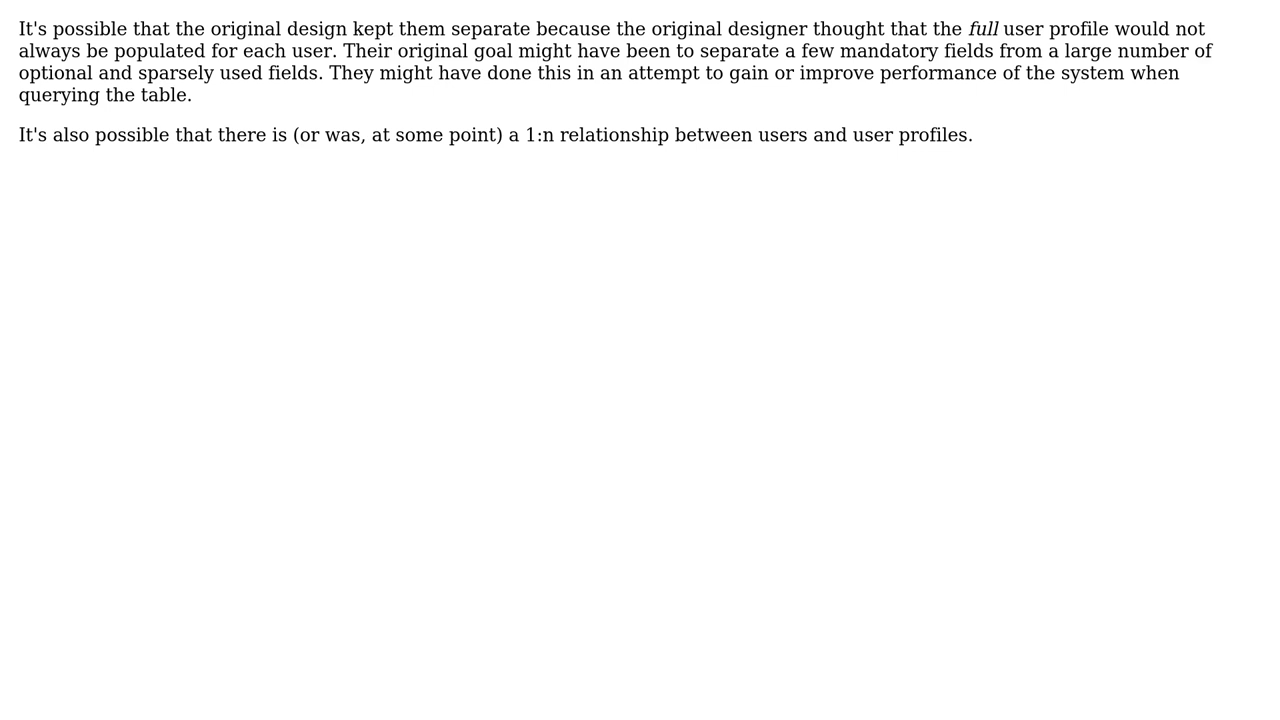 It's possible that the original design kept them separate because the original designer thought that the full user profile would not
always be populated for each user. Their original goal might have been to separate a few mandatory fields from a large number of
optional and sparsely used fields. They might have done this in an attempt to gain or improve performance of the system when
querying the table.
It's also possible that there is (or was, at some point) a 1:n relationship between users and user profiles.